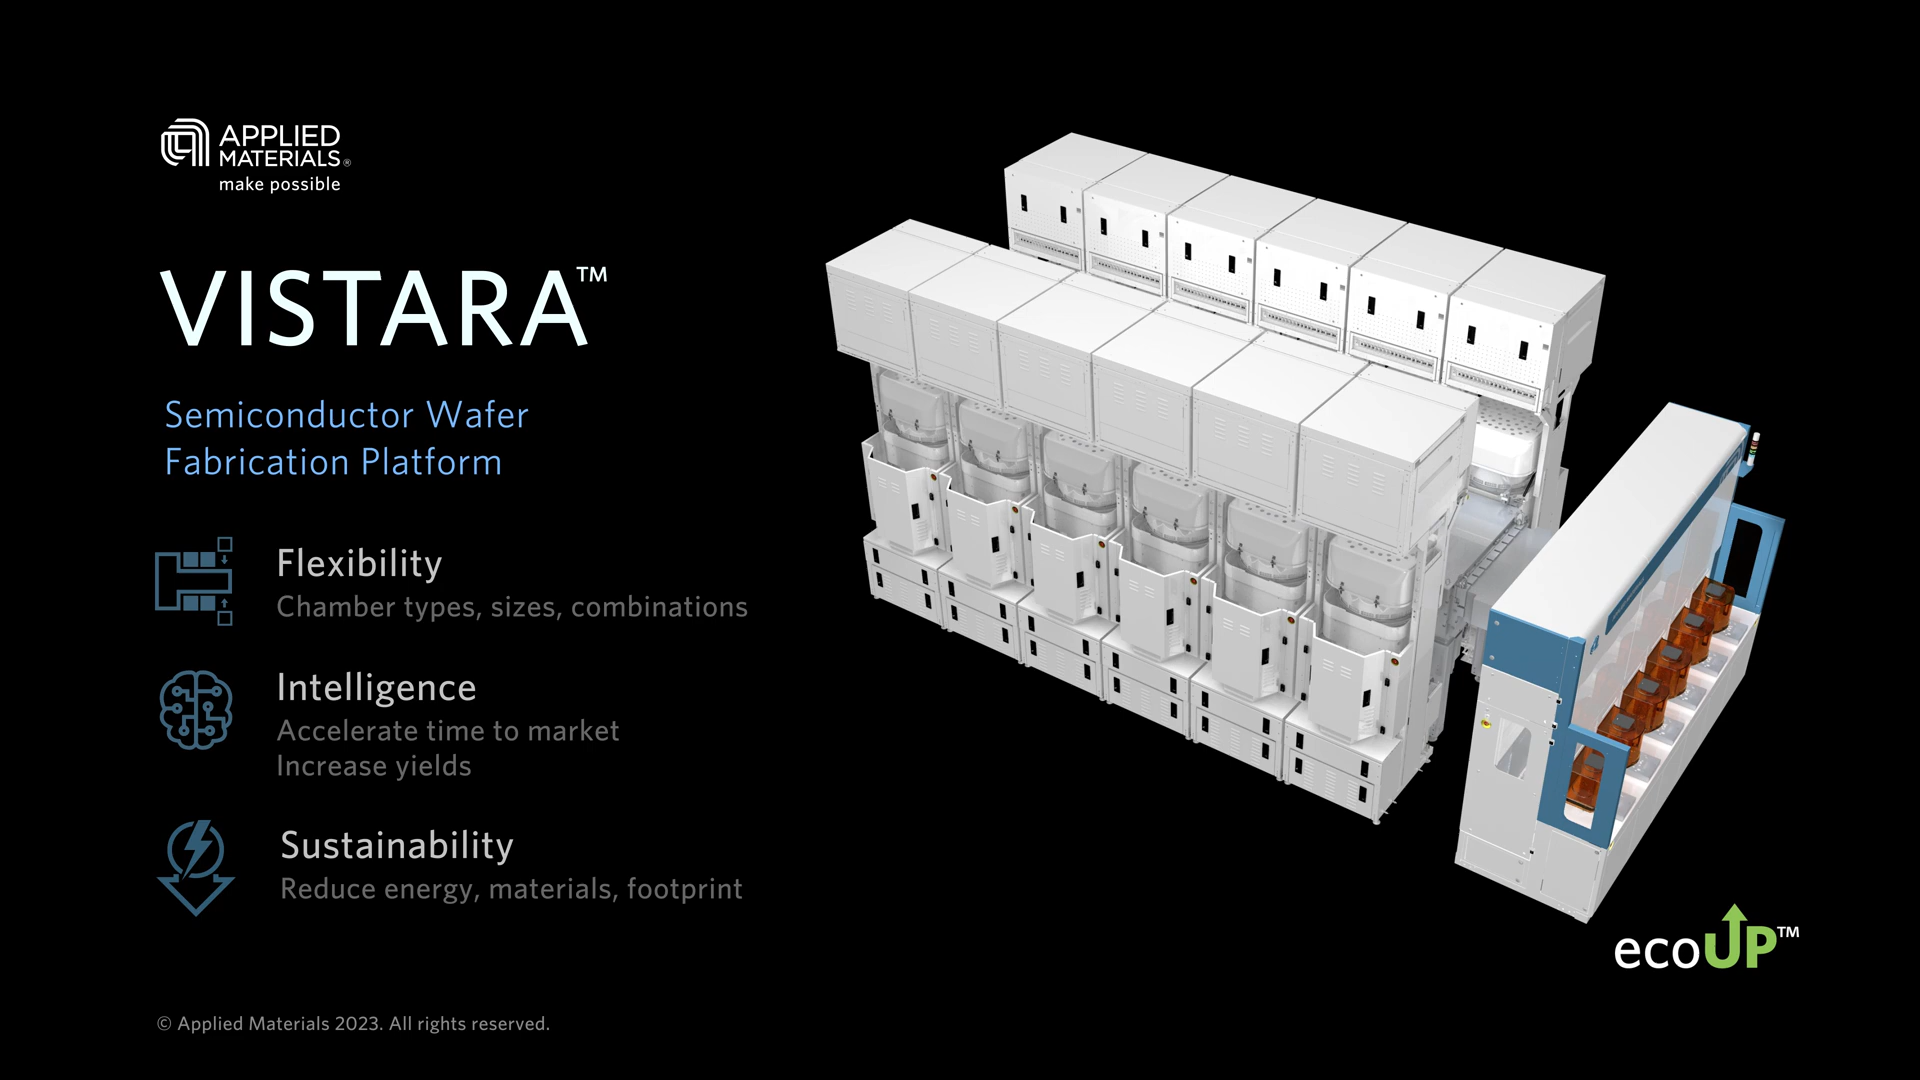 APPLIED
MATERIALS®
make possible
VISTARA™
Semiconductor Wafer
Fabrication Platform
Flexibility
Chamber types, sizes, combinations
Intelligence
Accelerate time to market
Increase yields
Sustainability
Reduce energy, materials, footprint
ecoUP™
© Applied Materials 2023. All rights reserved.